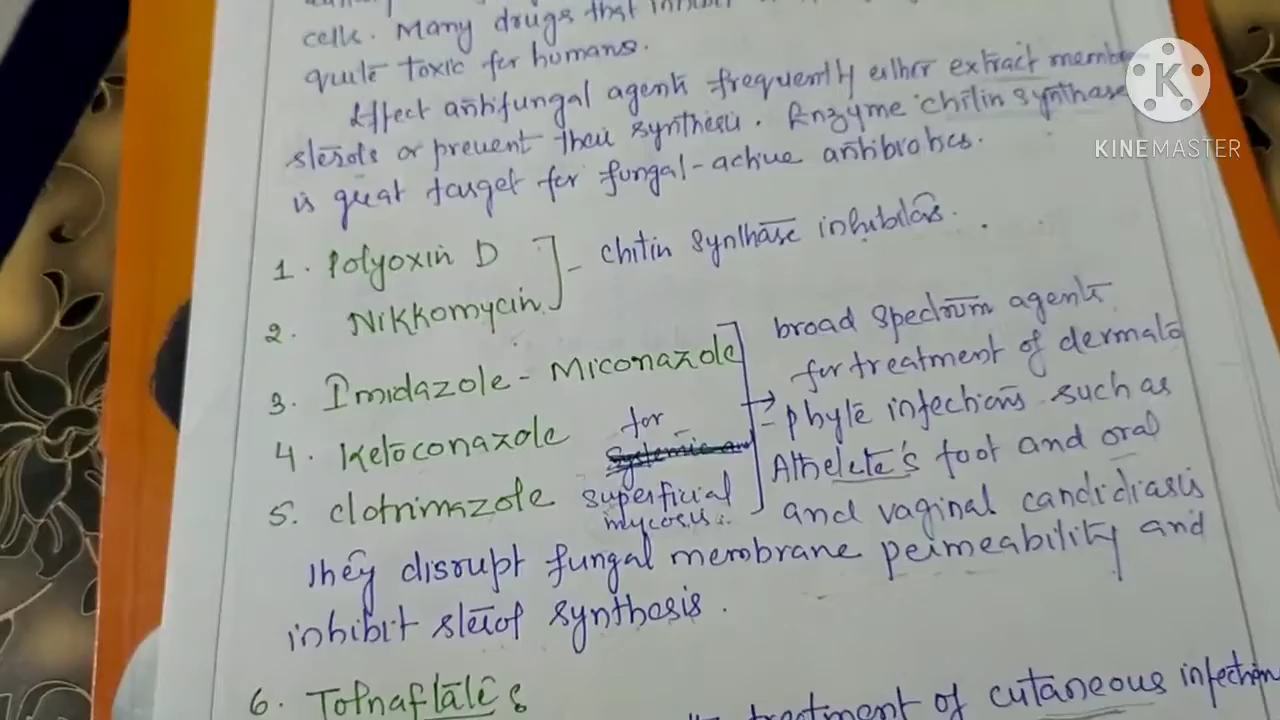 cells. Many drugs that inhibit
quite toxic for humans.
Effect antifungal agents frequently either extract membr
sterols or prevent their synthesis. Enzyme chitin synthase
is great target for fungal-active antibiotics.
K
KINEMASTER
1. Polyoxin D
2. Nikkomycin
- chitin synthase inhibitors.
3. Imidazole - Miconazole
4. Ketoconazole
5. clotrimazole
for
superficial
mycosis.
broad spectrum agents
for treatment of dermato
-phyte infections such as
Athelete's foot and oral
and vaginal candidiasis
They disrupt fungal membrane permeability and
inhibit sterol synthesis.
6. Tolnaftates
treatment of cutaneous infection